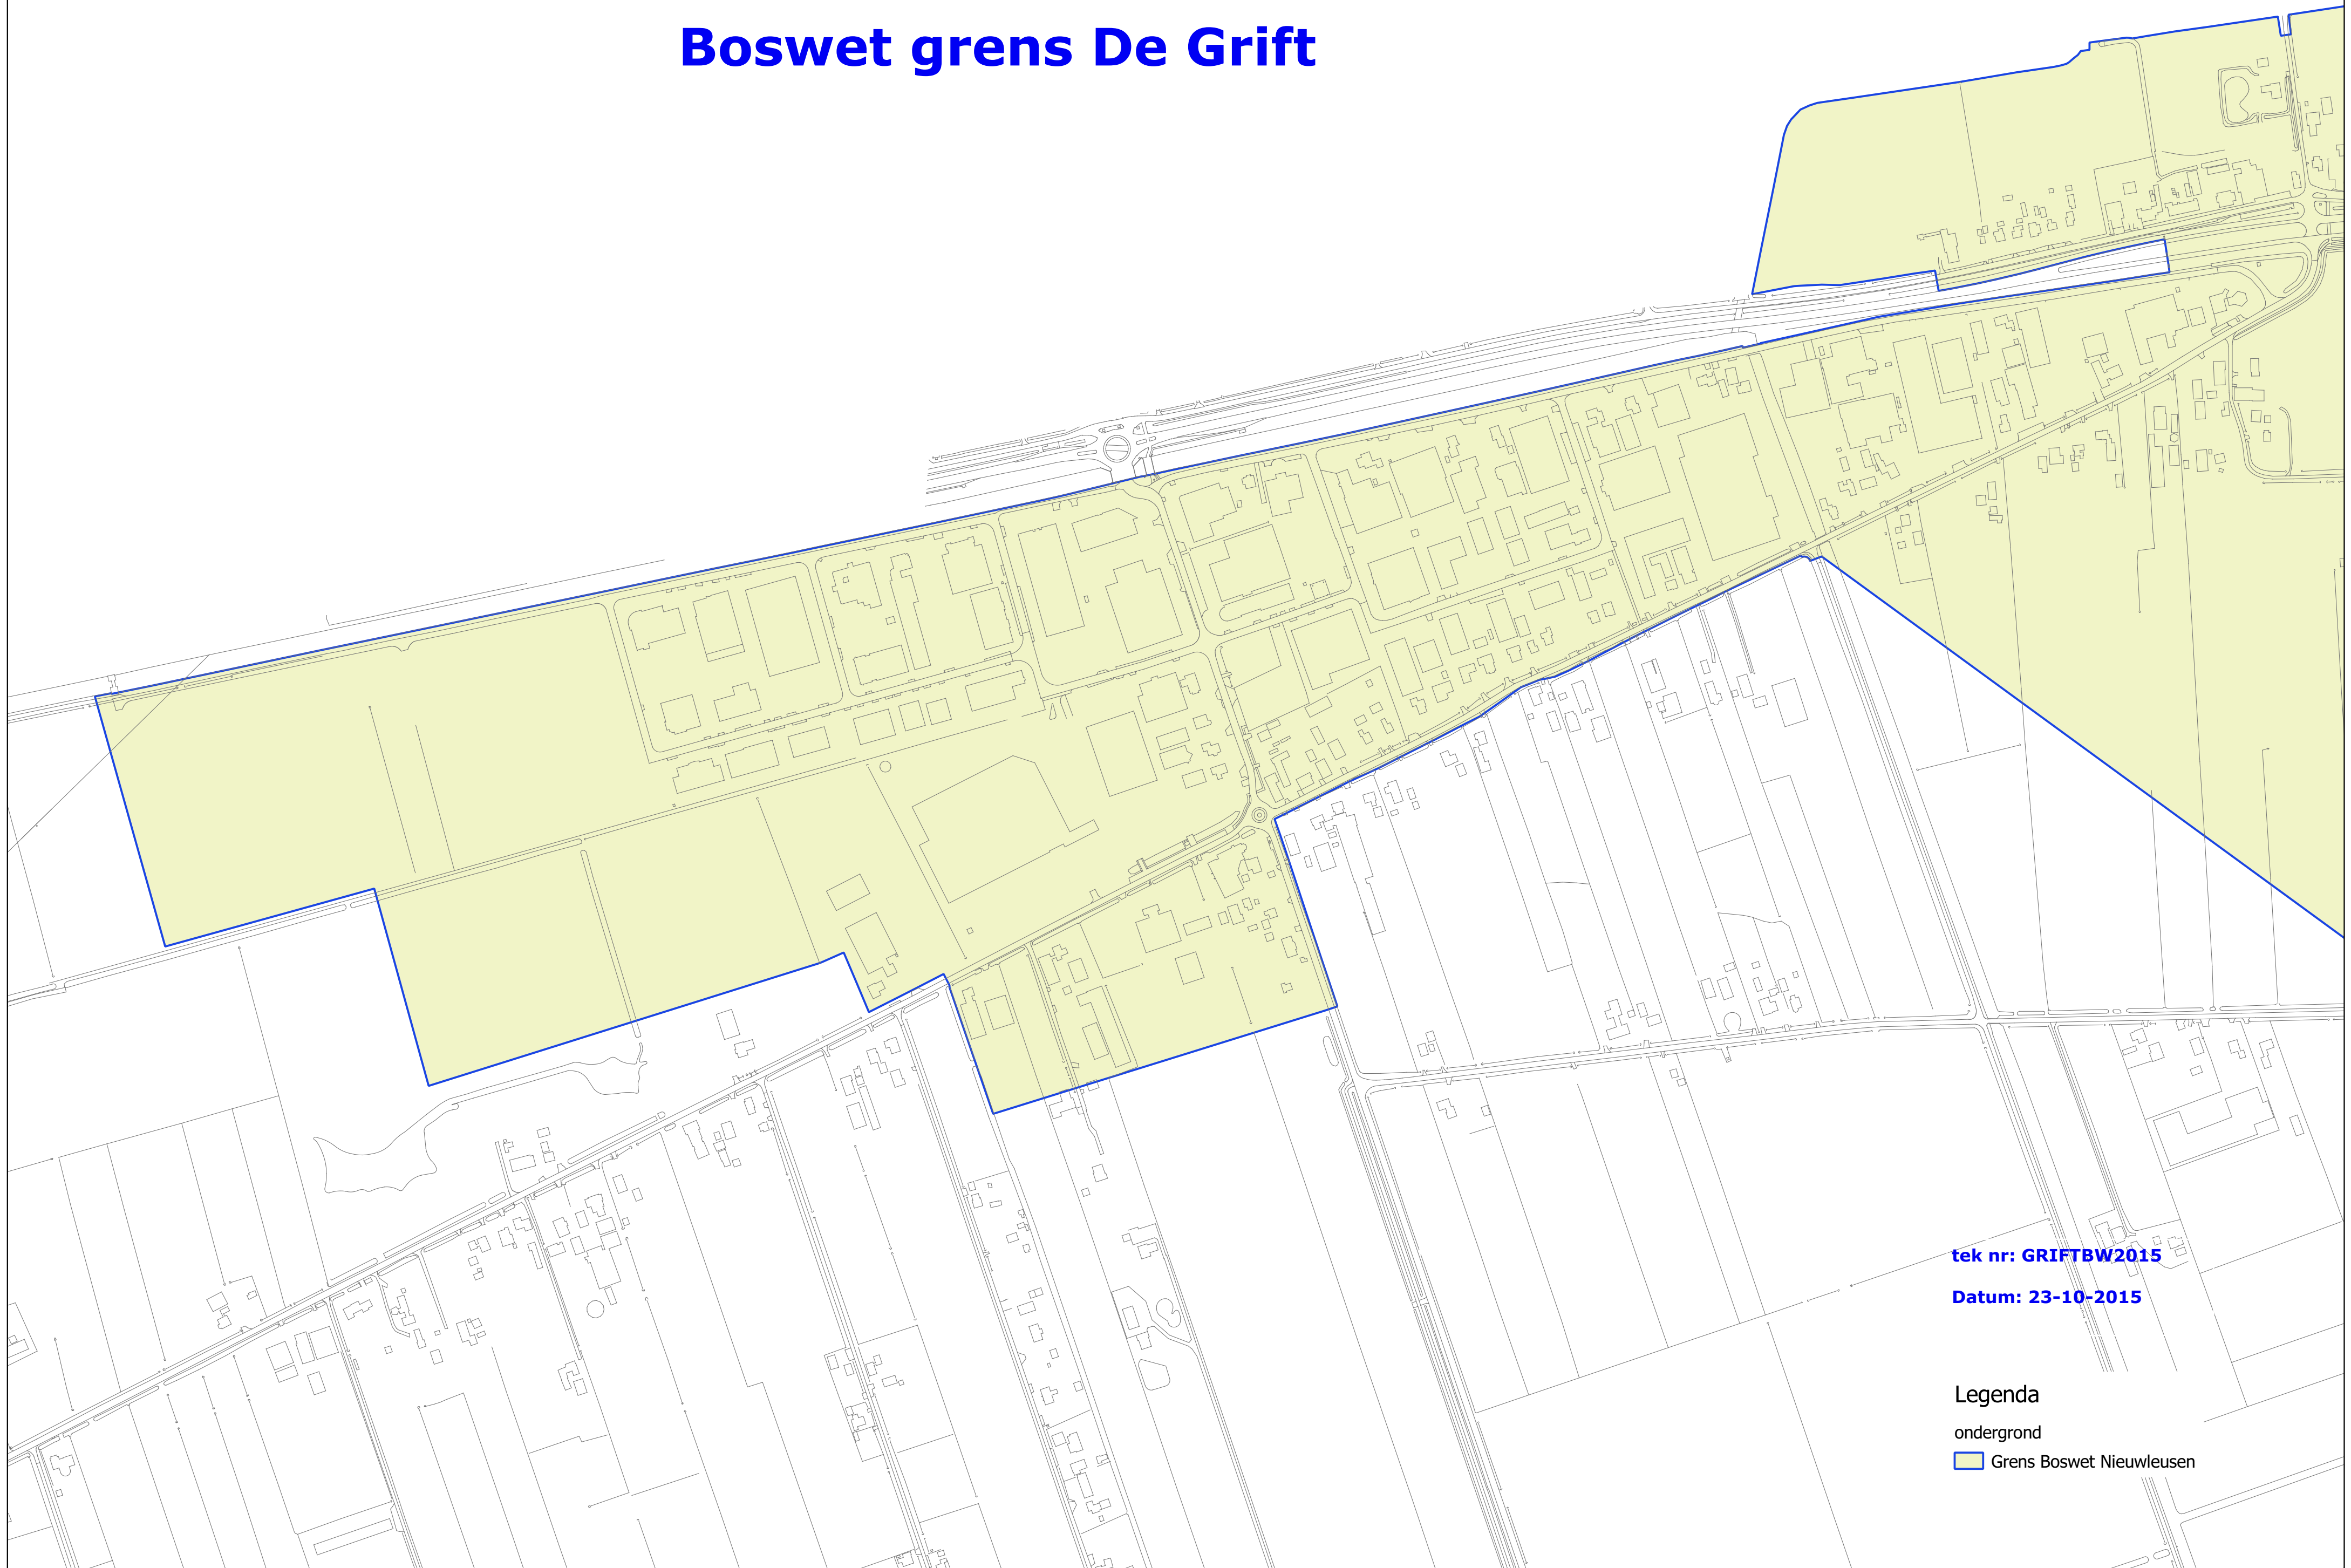 Boswet grens De Grift
tek nr: GRIFTBW2015
Datum: 23-10-2015
Legenda
ondergrond
Grens Boswet Nieuwleusen